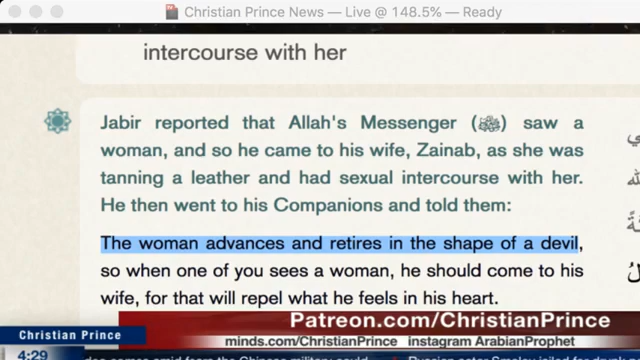 Christian Prince News — Live @ 148.5% — Ready
intercourse with her
Jabir reported that Allah's Messenger (ﷺ) saw a
woman, and so he came to his wife, Zainab, as she was
tanning a leather and had sexual intercourse with her.
He then went to his Companions and told them:
The woman advances and retires in the shape of a devil,
so when one of you sees a woman, he should come to his
wife, for that will repel what he feels in his heart.
Patreon.com/ChristianPrince
Christian Prince
minds.com/ChristianPrince instagram ArabianProphet
4:29